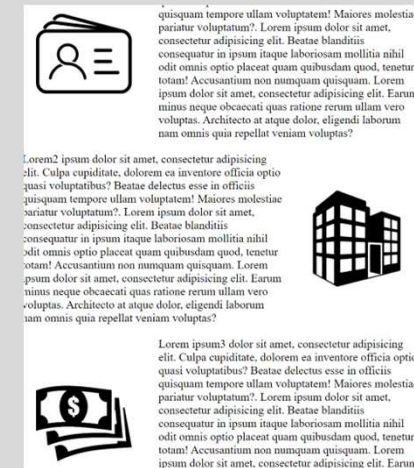 quisquam tempore ullam voluptatem! Maiores molestia
pariatur voluptatum?. Lorem ipsum dolor sit amet,
consectetur adipisicing elit. Beatae blanditiis
consequatur in ipsum itaque laboriosam mollitia nihil
odit omnis optio placeat quam quibusdam quod, tenetur
totam! Accusantium non numquam quisquam. Lorem
ipsum dolor sit amet, consectetur adipisicing elit. Earum
minus neque obcaecati quas ratione rerum ullam vero
voluptas. Architecto at atque dolor, eligendi laborum
nam omnis quia repellat veniam voluptas?
Lorem2 ipsum dolor sit amet, consectetur adipisicing
elit. Culpa cupiditate, dolorem ea inventore officia optio
quasi voluptatibus? Beatae delectus esse in officiis
quisquam tempore ullam voluptatem! Maiores molestiae
pariatur voluptatum?. Lorem ipsum dolor sit amet,
consectetur adipisicing elit. Beatae blanditiis
consequatur in ipsum itaque laboriosam mollitia nihil
odit omnis optio placeat quam quibusdam quod, tenetur
totam! Accusantium non numquam quisquam. Lorem
ipsum dolor sit amet, consectetur adipisicing elit. Earum
minus neque obcaecati quas ratione rerum ullam vero
voluptas. Architecto at atque dolor, eligendi laborum
nam omnis quia repellat veniam voluptas?
Lorem ipsum3 dolor sit amet, consectetur adipisicing
elit. Culpa cupiditate, dolorem ea inventore officia optio
quasi voluptatibus? Beatae delectus esse in officiis
quisquam tempore ullam voluptatem! Maiores molestia
pariatur voluptatum?. Lorem ipsum dolor sit amet,
consectetur adipisicing elit. Beatae blanditiis
consequatur in ipsum itaque laboriosam mollitia nihil
odit omnis optio placeat quam quibusdam quod, tenetur
totam! Accusantium non numquam quisquam. Lorem
ipsum dolor sit amet, consectetur adipisicing elit. Earum